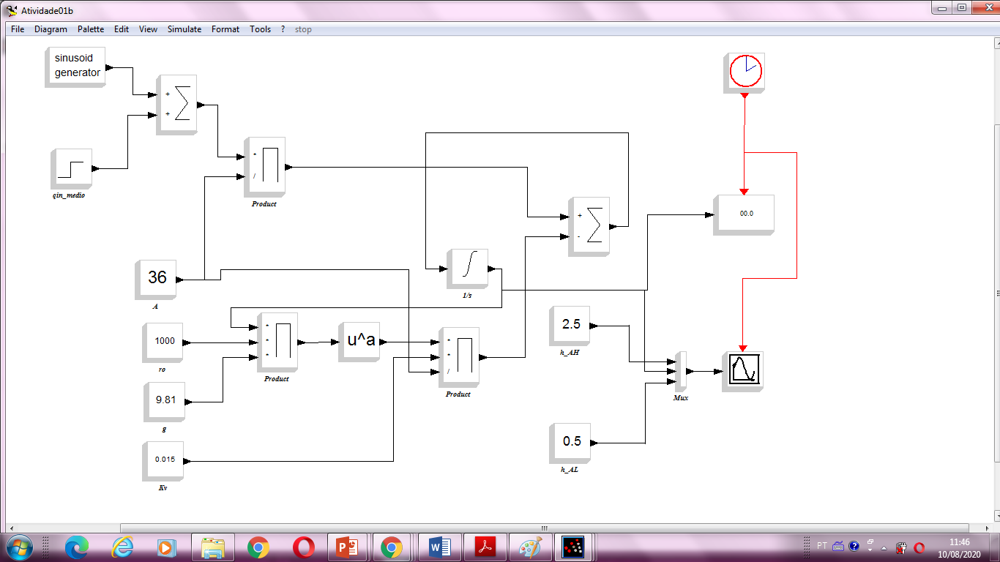 Atividade01b
File Diagram Palette Edit View Simulate Format Tools ? stop
sinusoid
generator
+
+
qin_medio
*
/
Product
00.0
+
-
36
A
1/s
2.5
h_AH
1000
ro
*
*
*
Product
u^a
*
*
/
Product
9.81
g
Mux
0.5
h_AL
0.015
Kv
PT
11:46
10/08/2020